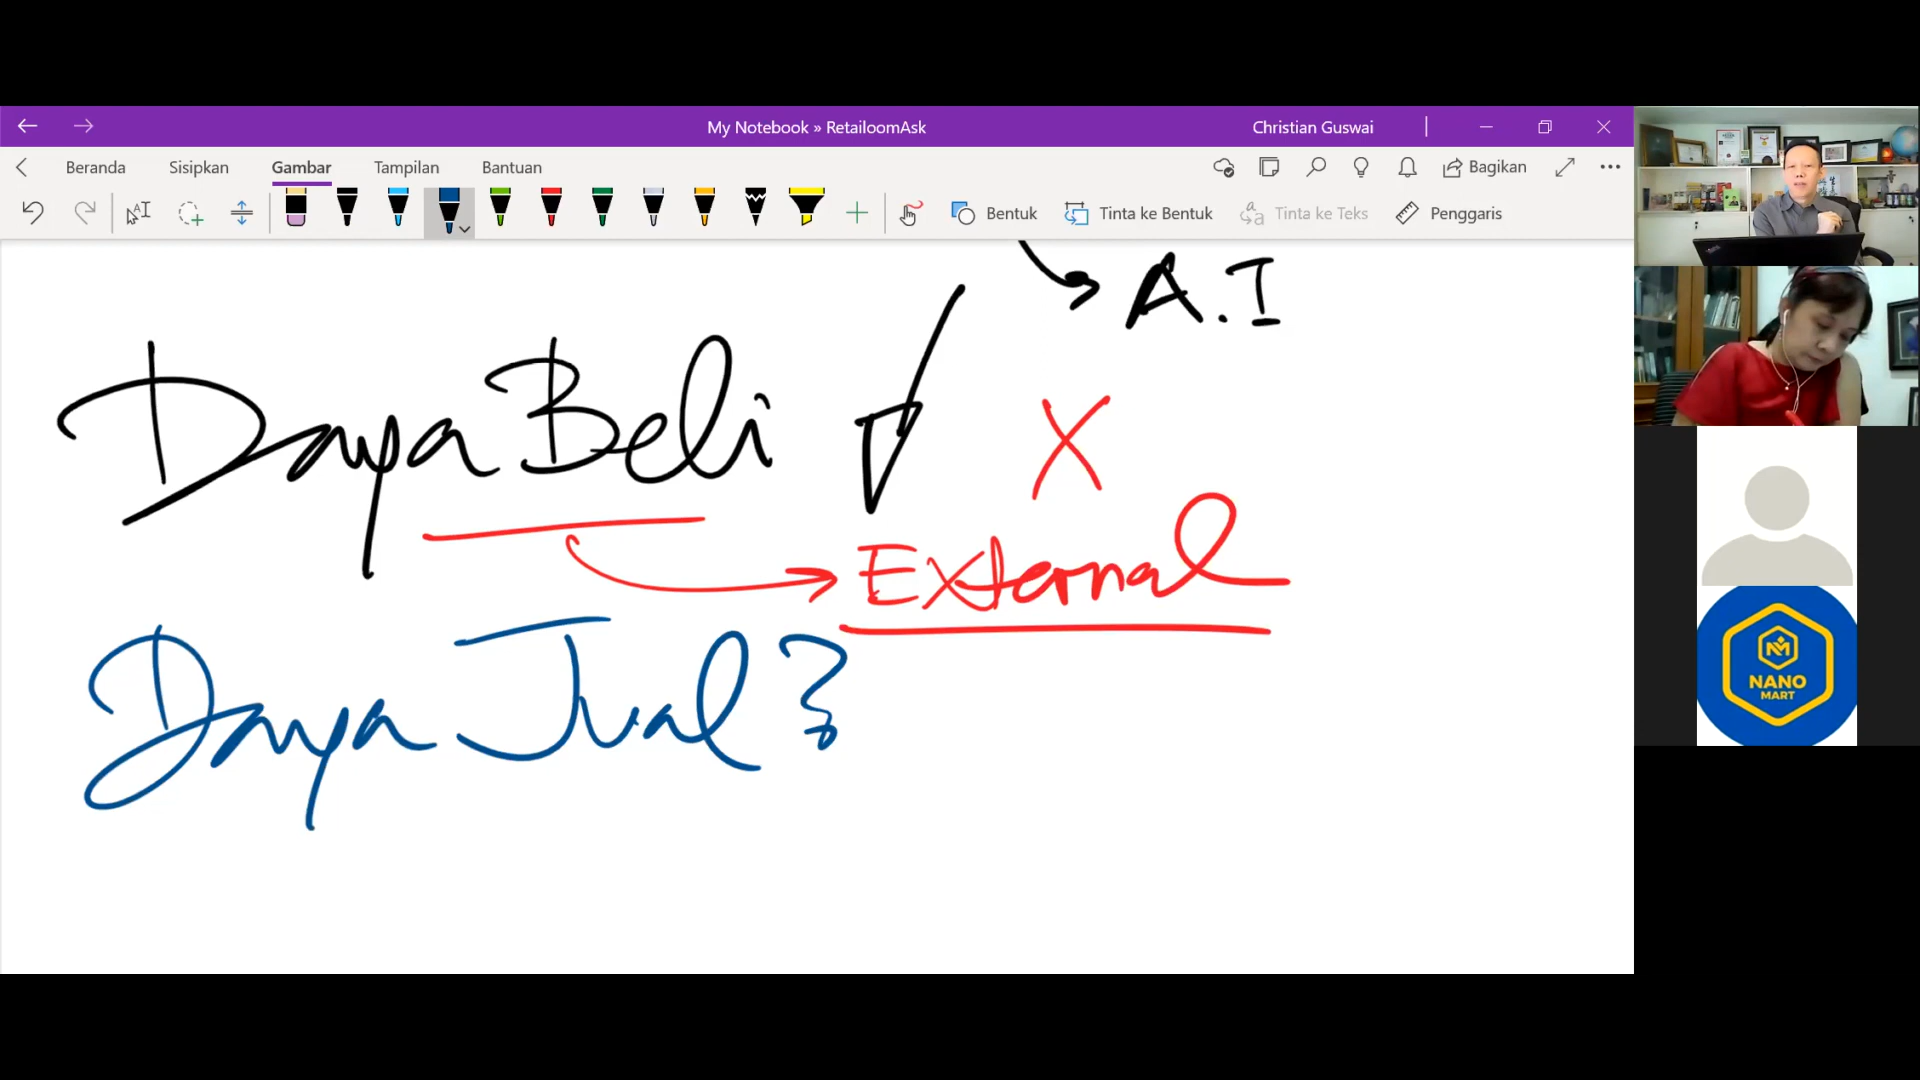 My Notebook » RetailoomAsk
Christian Guswai
Beranda Sisipkan Gambar Tampilan Bantuan
Bagikan
Bentuk Tinta ke Bentuk Tinta ke Teks Penggaris
A.I
Daya Beli
X
External
Daya Jual ?
NANO
MART